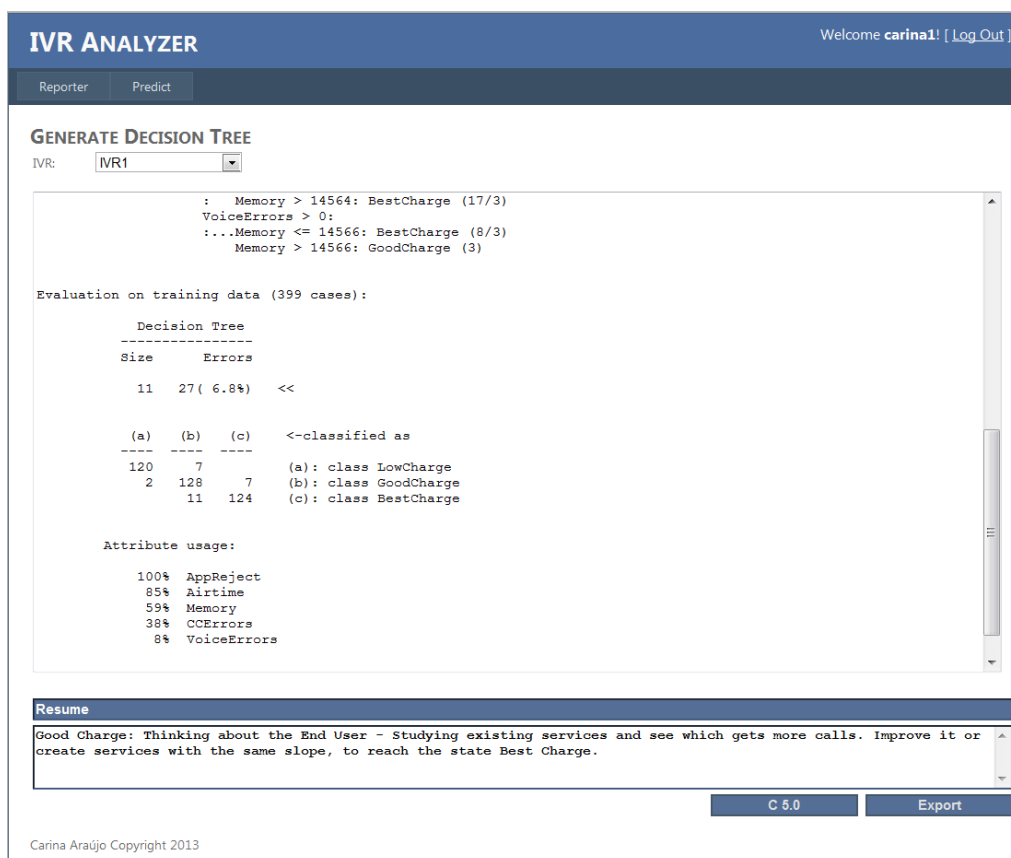 IVR ANALYZER
Welcome carina1! [ Log Out ]
Reporter Predict
GENERATE DECISION TREE
IVR: IVR1
:   Memory > 14564: BestCharge (17/3)
VoiceErrors > 0:
:...Memory <= 14566: BestCharge (8/3)
Memory > 14566: GoodCharge (3)
Evaluation on training data (399 cases):
Decision Tree
----------------
Size      Errors
11   27( 6.8%)   <<
(a)   (b)   (c)    <-classified as
----  ----  ----
120     7          (a): class LowCharge
2   128     7    (b): class GoodCharge
11   124    (c): class BestCharge
Attribute usage:
100%  AppReject
85%  Airtime
59%  Memory
38%  CCErrors
8%  VoiceErrors
Resume
Good Charge: Thinking about the End User - Studying existing services and see which gets more calls. Improve it or
create services with the same slope, to reach the state Best Charge.
C 5.0 Export
Carina Araújo Copyright 2013